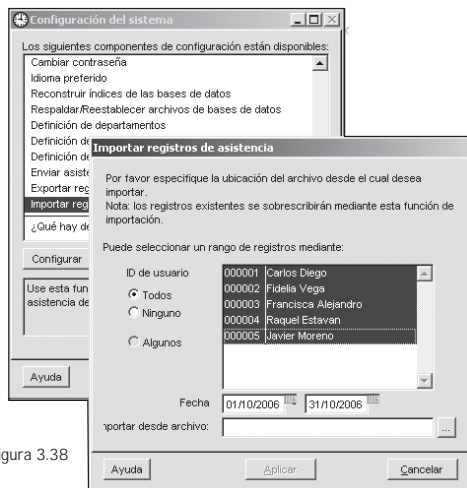 Configuración del sistema
Los siguientes componentes de configuración están disponibles:
Cambiar contraseña
Idioma preferido
Reconstruir índices de las bases de datos
Respaldar/Reestablecer archivos de bases de datos
Definición de departamentos
Definición de
Definición de
Enviar asiste
Exportar reg
Importar reg
¿Qué hay de
Configurar
Use esta fun
asistencia de
Ayuda
Importar registros de asistencia
Por favor especifique la ubicación del archivo desde el cual desea
importar.
Nota: los registros existentes se sobrescribirán mediante esta función de
importación.
Puede seleccionar un rango de registros mediante:
ID de usuario
Todos
Ninguno
Algunos
000001 Carlos Diego
000002 Fidelia Vega
000003 Francisca Alejandro
000004 Raquel Estavan
000005 Javier Moreno
Fecha 01/10/2006 - 31/10/2006
portar desde archivo: ...
Ayuda Aplicar Cancelar
igura 3.38